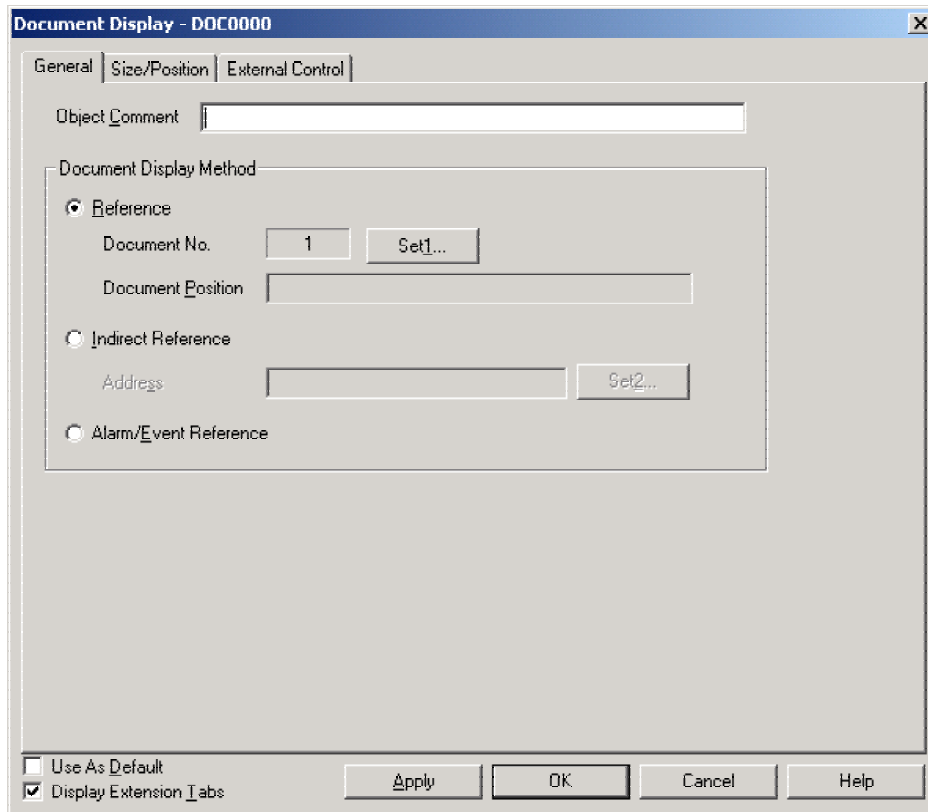 Document Display - DOC0000
General Size/Position External Control
Object Comment
Document Display Method
Reference
Document No. 1 Set1...
Document Position
Indirect Reference
Address Set2...
Alarm/Event Reference
Use As Default
Display Extension Tabs
Apply OK Cancel Help